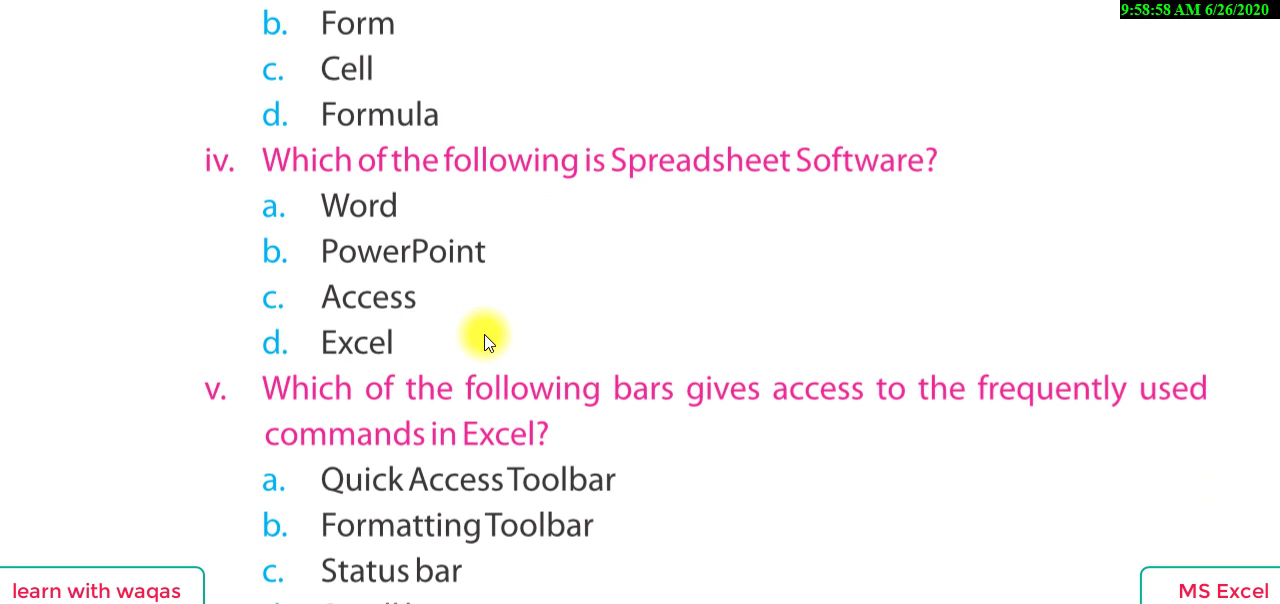 9:58:58 AM 6/26/2020
b. Form
c. Cell
d. Formula
iv. Which of the following is Spreadsheet Software?
a. Word
b. PowerPoint
c. Access
d. Excel
v. Which of the following bars gives access to the frequently used
commands in Excel?
a. Quick Access Toolbar
b. Formatting Toolbar
c. Status bar
learn with waqas
MS Excel